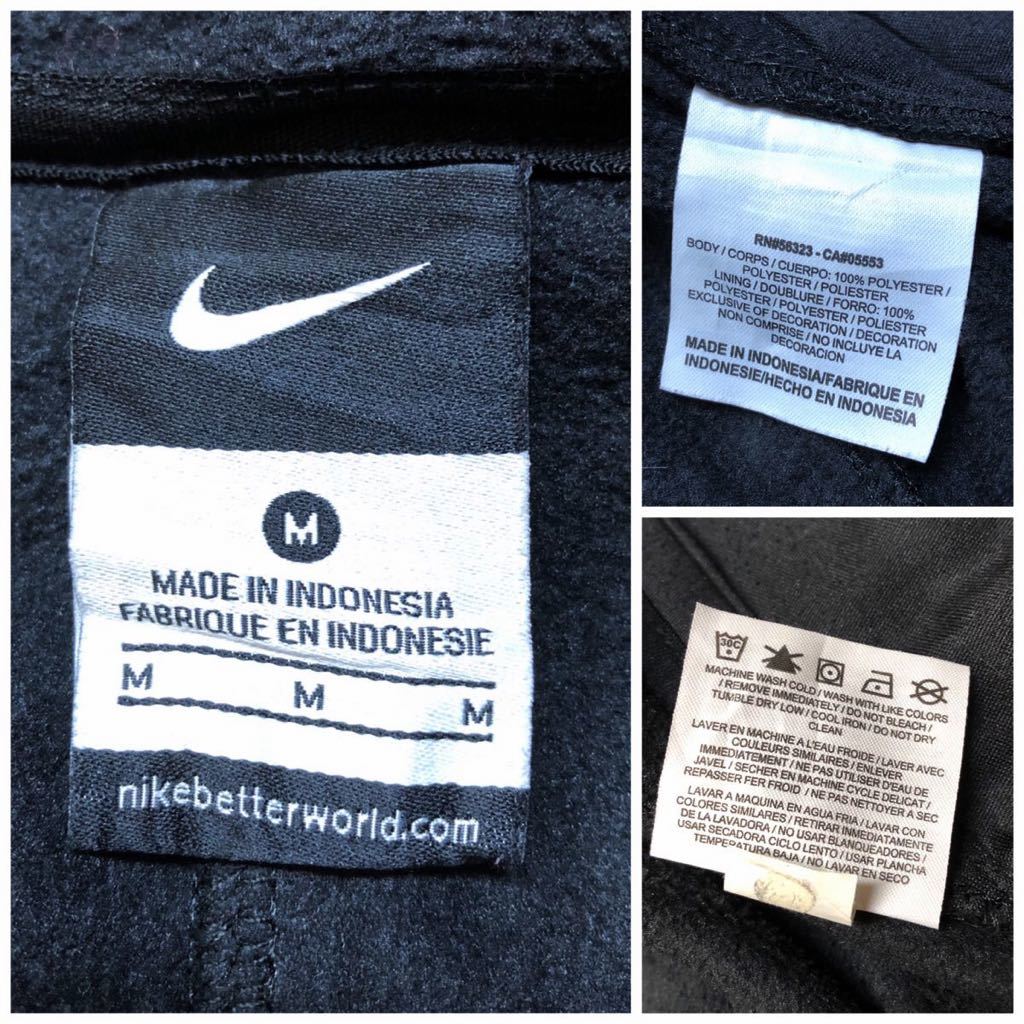 M
MADE IN INDONESIA
FABRIQUE EN INDONESIE
M M M
nikebetterworld.com
RN#56323 - CA#05553
BODY / CORPS / CUERPO: 100% POLYESTER /
POLYESTER / POLIESTER
LINING / DOUBLURE / FORRO: 100%
POLYESTER / POLYESTER / POLIESTER
EXCLUSIVE OF DECORATION / DECORATION
NON COMPRISE / NO INCLUYE LA
DECORACION
MADE IN INDONESIA/FABRIQUE EN
INDONESIE/HECHO EN INDONESIA
30C
MACHINE WASH COLD / WASH WITH LIKE COLORS
/ REMOVE IMMEDIATELY / DO NOT BLEACH /
TUMBLE DRY LOW / COOL IRON / DO NOT DRY
CLEAN
LAVER EN MACHINE A L'EAU FROIDE / LAVER AVEC
COULEURS SIMILAIRES / ENLEVER
IMMEDIATEMENT / NE PAS UTILISER D'EAU DE
JAVEL / SECHER EN MACHINE CYCLE DELICAT /
REPASSER FER FROID / NE PAS NETTOYER A SEC
LAVAR A MAQUINA EN AGUA FRIA / LAVAR CON
COLORES SIMILARES / RETIRAR INMEDIATAMENTE
DE LA LAVADORA / NO USAR BLANQUEADORES /
USAR SECADORA CICLO LENTO / USAR PLANCHA
TEMPERATURA BAJA / NO LAVAR EN SECO